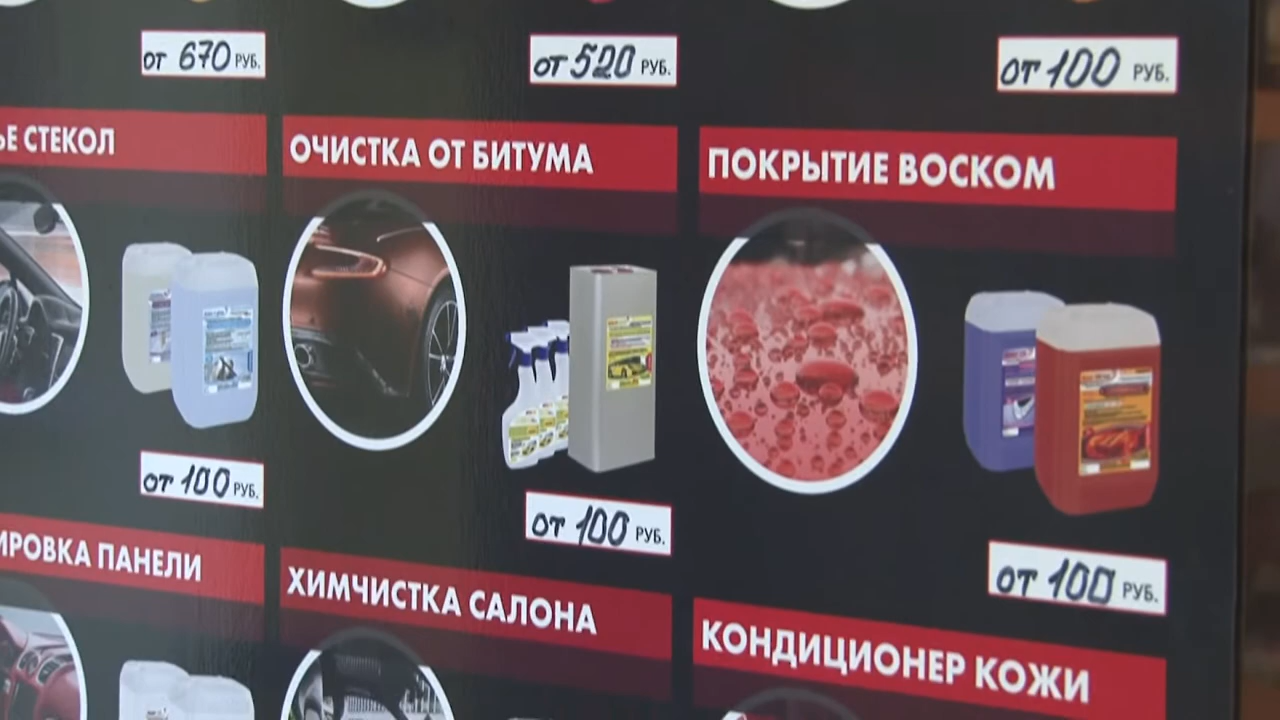 от 670 РУБ.
от 520 РУБ.
от 100 РУБ.
ЬЕ СТЕКОЛ
ОЧИСТКА ОТ БИТУМА
ПОКРЫТИЕ ВОСКОМ
от 100 РУБ.
от 100 РУБ.
от 100 РУБ.
ИРОВКА ПАНЕЛИ
ХИМЧИСТКА САЛОНА
КОНДИЦИОНЕР КОЖИ